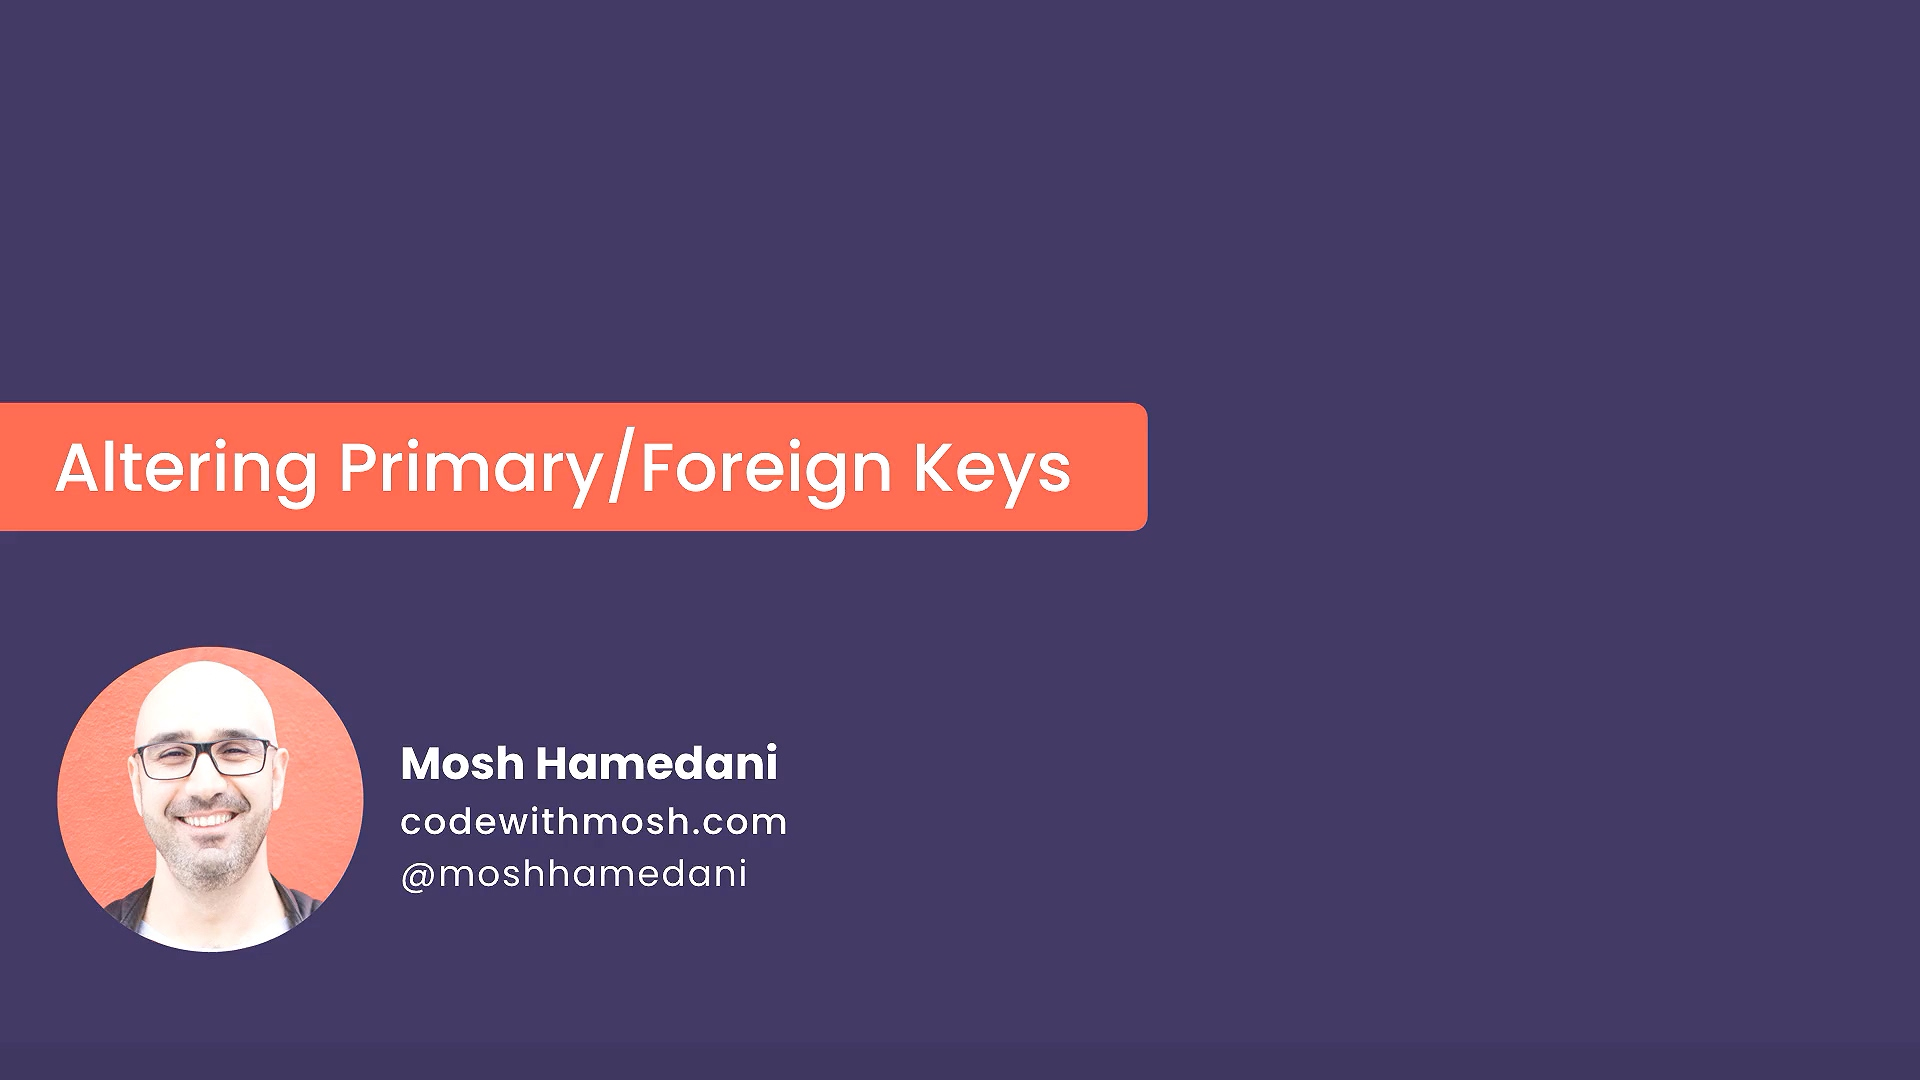 Altering Primary/Foreign Keys
Mosh Hamedani
codewithmosh.com
@moshhamedani